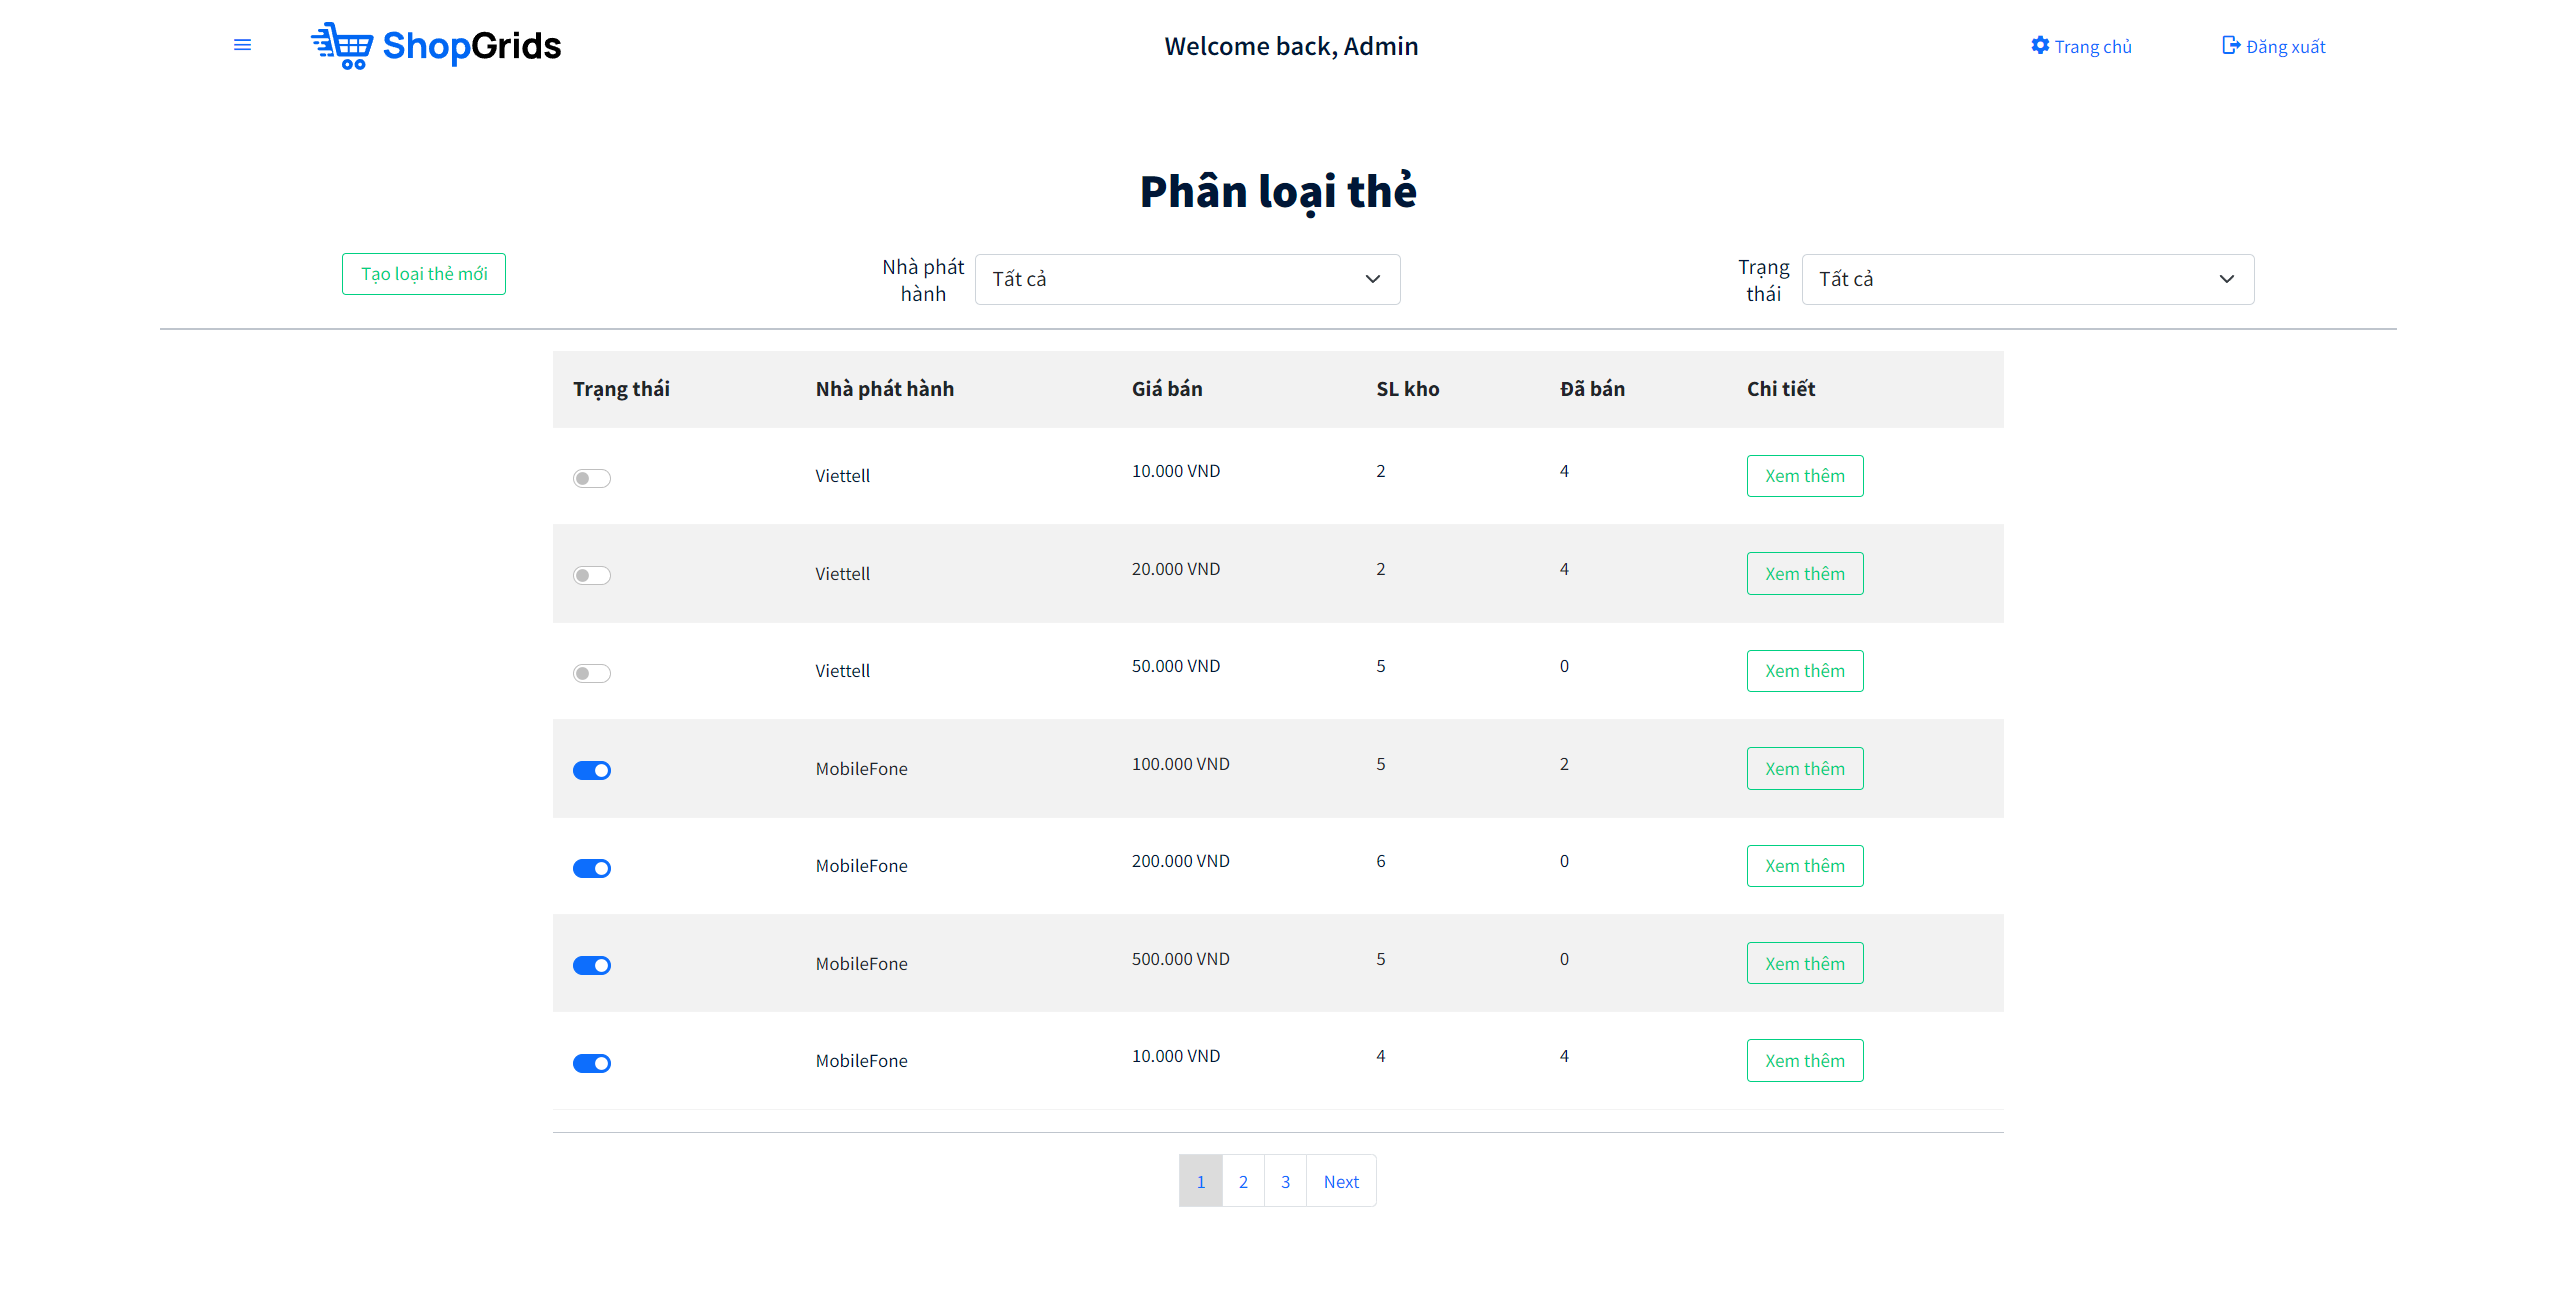 ShopGrids
Welcome back, Admin
Trang chủ
Đăng xuất
Phân loại thẻ
Tạo loại thẻ mới
Nhà phát
hành
Tất cả
Trạng
thái
Tất cả
Trạng thái Nhà phát hành Giá bán SL kho Đã bán Chi tiết
Viettell 10.000 VND 2 4 Xem thêm
Viettell 20.000 VND 2 4 Xem thêm
Viettell 50.000 VND 5 0 Xem thêm
MobileFone 100.000 VND 5 2 Xem thêm
MobileFone 200.000 VND 6 0 Xem thêm
MobileFone 500.000 VND 5 0 Xem thêm
MobileFone 10.000 VND 4 4 Xem thêm
1 2 3 Next